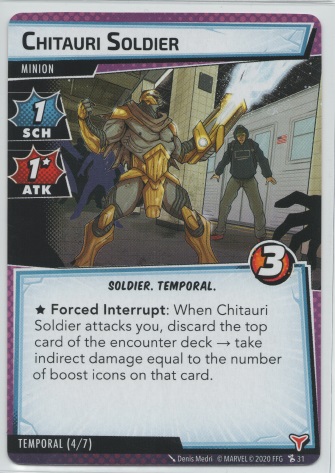 CHITAURI SOLDIER
MINION
1
SCH
1★
ATK
3
SOLDIER. TEMPORAL.
★ Forced Interrupt: When Chitauri
Soldier attacks you, discard the top
card of the encounter deck → take
indirect damage equal to the number
of boost icons on that card.
TEMPORAL (4/7)
Denis Medri © MARVEL © 2020 FFG 31